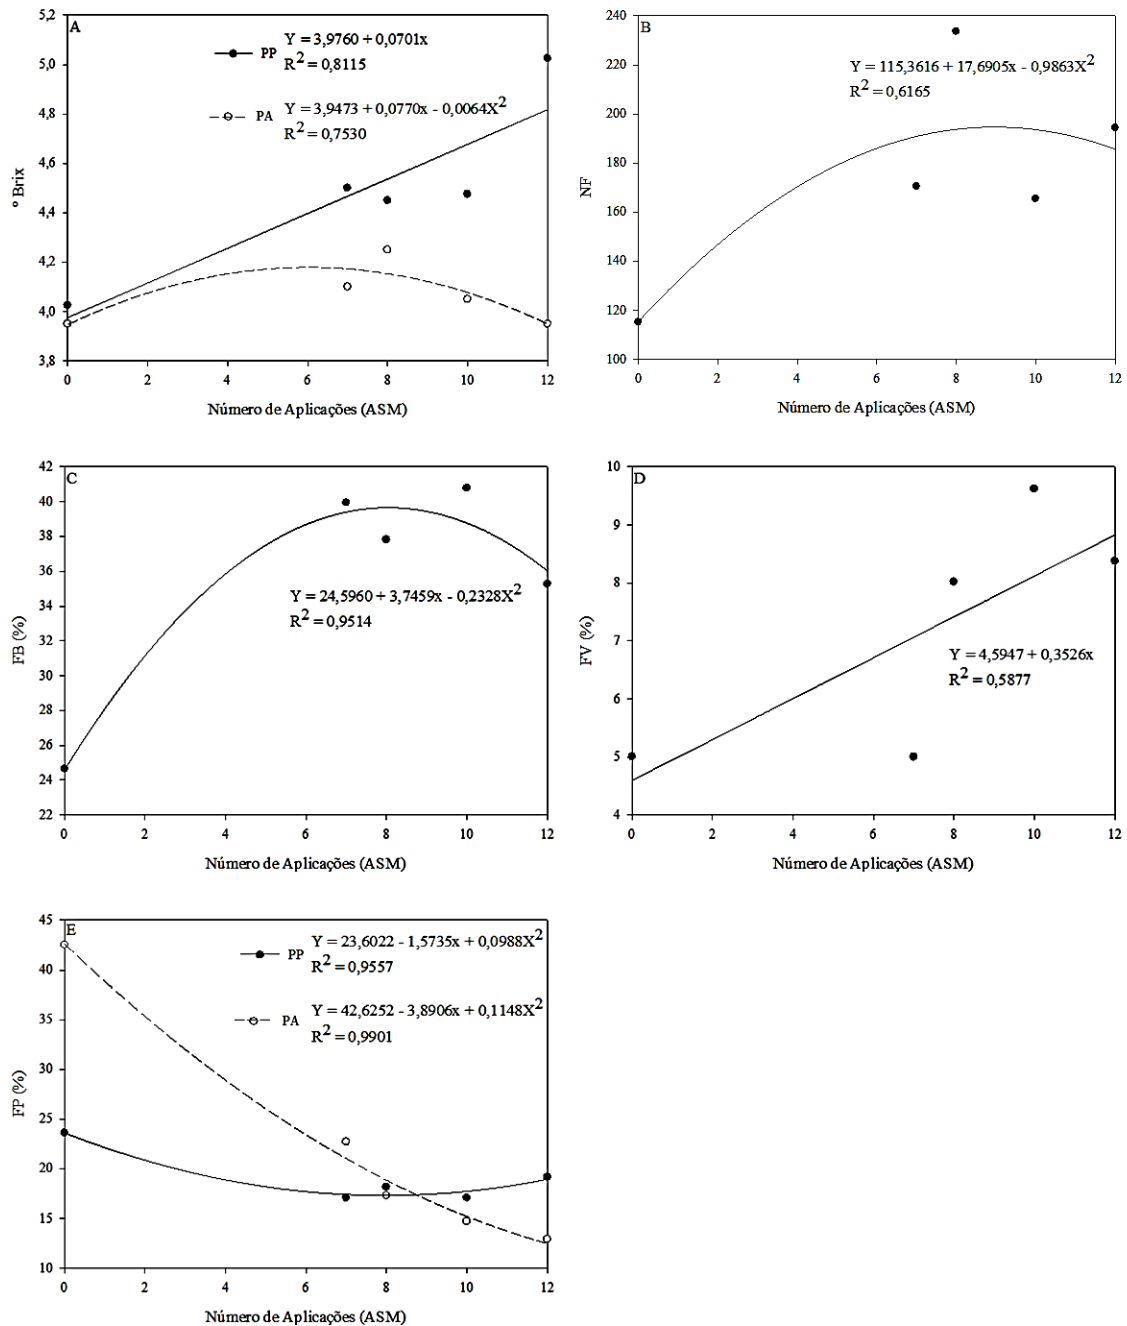 A
PP
Y = 3,9760 + 0,0701x
R2 = 0,8115
PA
Y = 3,9473 + 0,0770x - 0,0064X2
R2 = 0,7530
5,2
5,0
4,8
4,6
4,4
4,2
4,0
3,8
º Brix
0 2 4 6 8 10 12
Número de Aplicações (ASM)
B
Y = 115,3616 + 17,6905x - 0,9863X2
R2 = 0,6165
240
220
200
180
160
140
120
100
NF
0 2 4 6 8 10 12
Número de Aplicações (ASM)
C
Y = 24,5960 + 3,7459x - 0,2328X2
R2 = 0,9514
42
40
38
36
34
32
30
28
26
24
22
FB (%)
0 2 4 6 8 10 12
Número de Aplicações (ASM)
D
Y = 4,5947 + 0,3526x
R2 = 0,5877
10
9
8
7
6
5
4
FV (%)
0 2 4 6 8 10 12
Número de Aplicações (ASM)
E
PP
Y = 23,6022 - 1,5735x + 0,0988X2
R2 = 0,9557
PA
Y = 42,6252 - 3,8906x + 0,1148X2
R2 = 0,9901
45
40
35
30
25
20
15
10
FP (%)
0 2 4 6 8 10 12
Número de Aplicações (ASM)